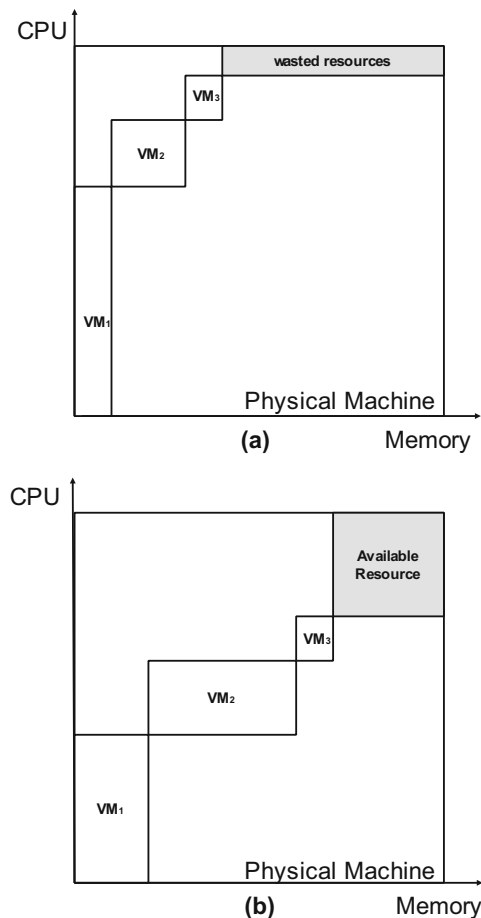 CPU
wasted resources
VM₃
VM₂
VM₁
Physical Machine
(a)
Memory
CPU
Available
Resource
VM₃
VM₂
VM₁
Physical Machine
(b)
Memory